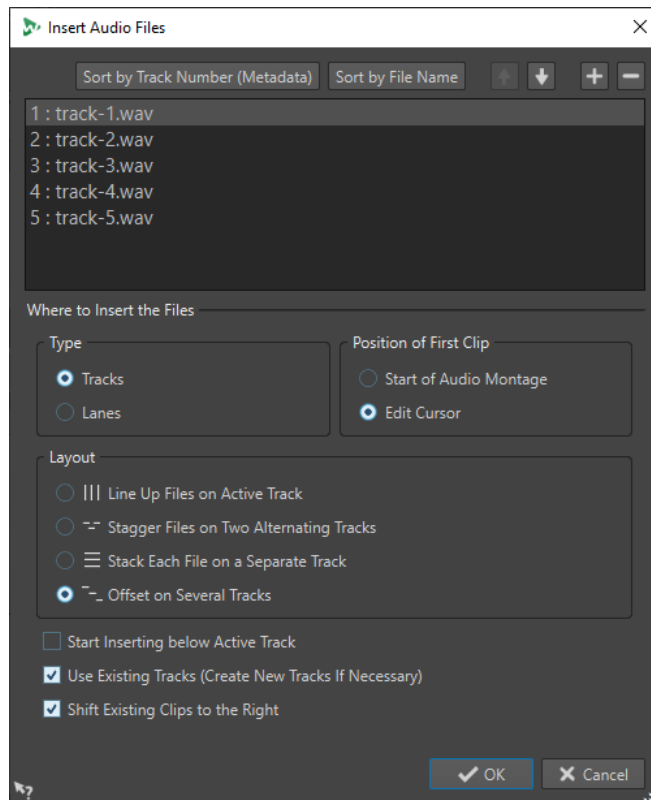 Insert Audio Files
Sort by Track Number (Metadata) Sort by File Name
1 : track-1.wav
2 : track-2.wav
3 : track-3.wav
4 : track-4.wav
5 : track-5.wav
Where to Insert the Files
Type
Tracks
Lanes
Position of First Clip
Start of Audio Montage
Edit Cursor
Layout
Line Up Files on Active Track
Stagger Files on Two Alternating Tracks
Stack Each File on a Separate Track
Offset on Several Tracks
Start Inserting below Active Track
Use Existing Tracks (Create New Tracks If Necessary)
Shift Existing Clips to the Right
OK Cancel